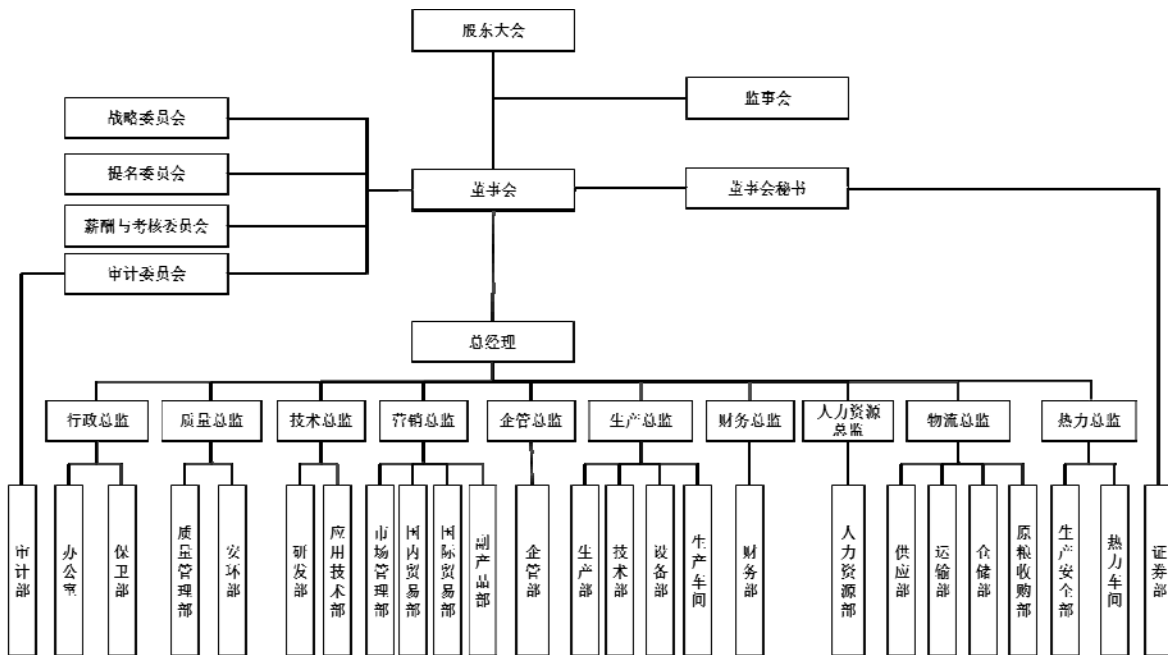 股东大会
监事会
战略委员会
提名委员会
董事会
董事会秘书
薪酬与考核委员会
审计委员会
总经理
行政总监
质量总监
技术总监
营销总监
企管总监
生产总监
财务总监
人力资源
总监
物流总监
热力总监
审计部
办公室
保卫部
质量管理部
安环部
研发部
应用技术部
市场管理部
国内贸易部
国际贸易部
副产品部
企管部
生产部
技术部
设备部
生产车间
财务部
人力资源部
供应部
运输部
仓储部
原粮收购部
生产安全部
热力车间
证券部